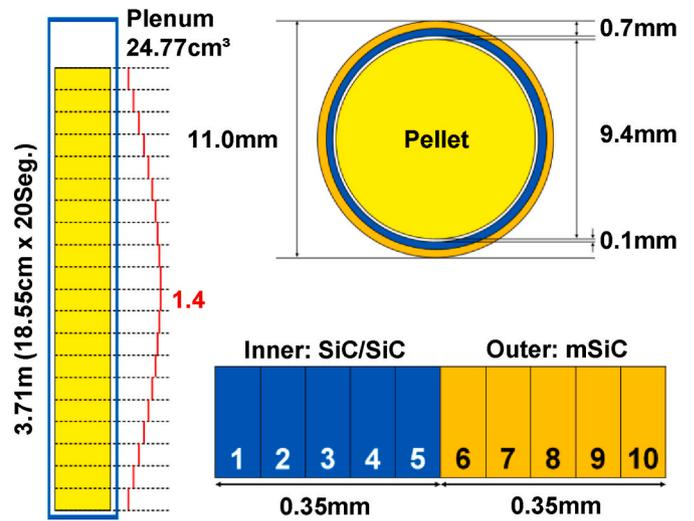 Plenum
24.77cm³
3.71m (18.55cm x 20Seg.)
1.4
11.0mm
Pellet
0.7mm
9.4mm
0.1mm
Inner: SiC/SiC
Outer: mSiC
1 2 3 4 5 6 7 8 9 10
0.35mm
0.35mm